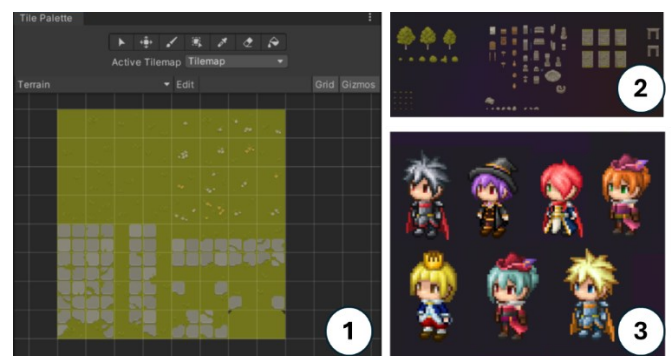 Tile Palette
Active Tilemap Tilemap
Terrain Edit Grid Gizmos
1
2
3